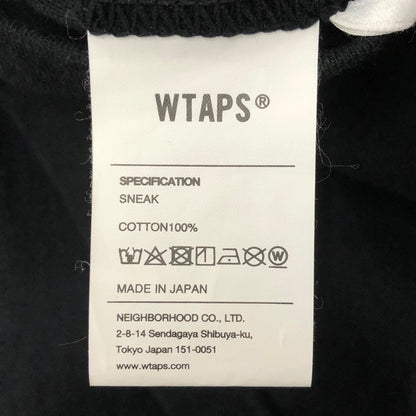 WTAPS®
SPECIFICATION
SNEAK
COTTON100%
MADE IN JAPAN
NEIGHBORHOOD CO., LTD.
2-8-14 Sendagaya Shibuya-ku,
Tokyo Japan 151-0051
www.wtaps.com